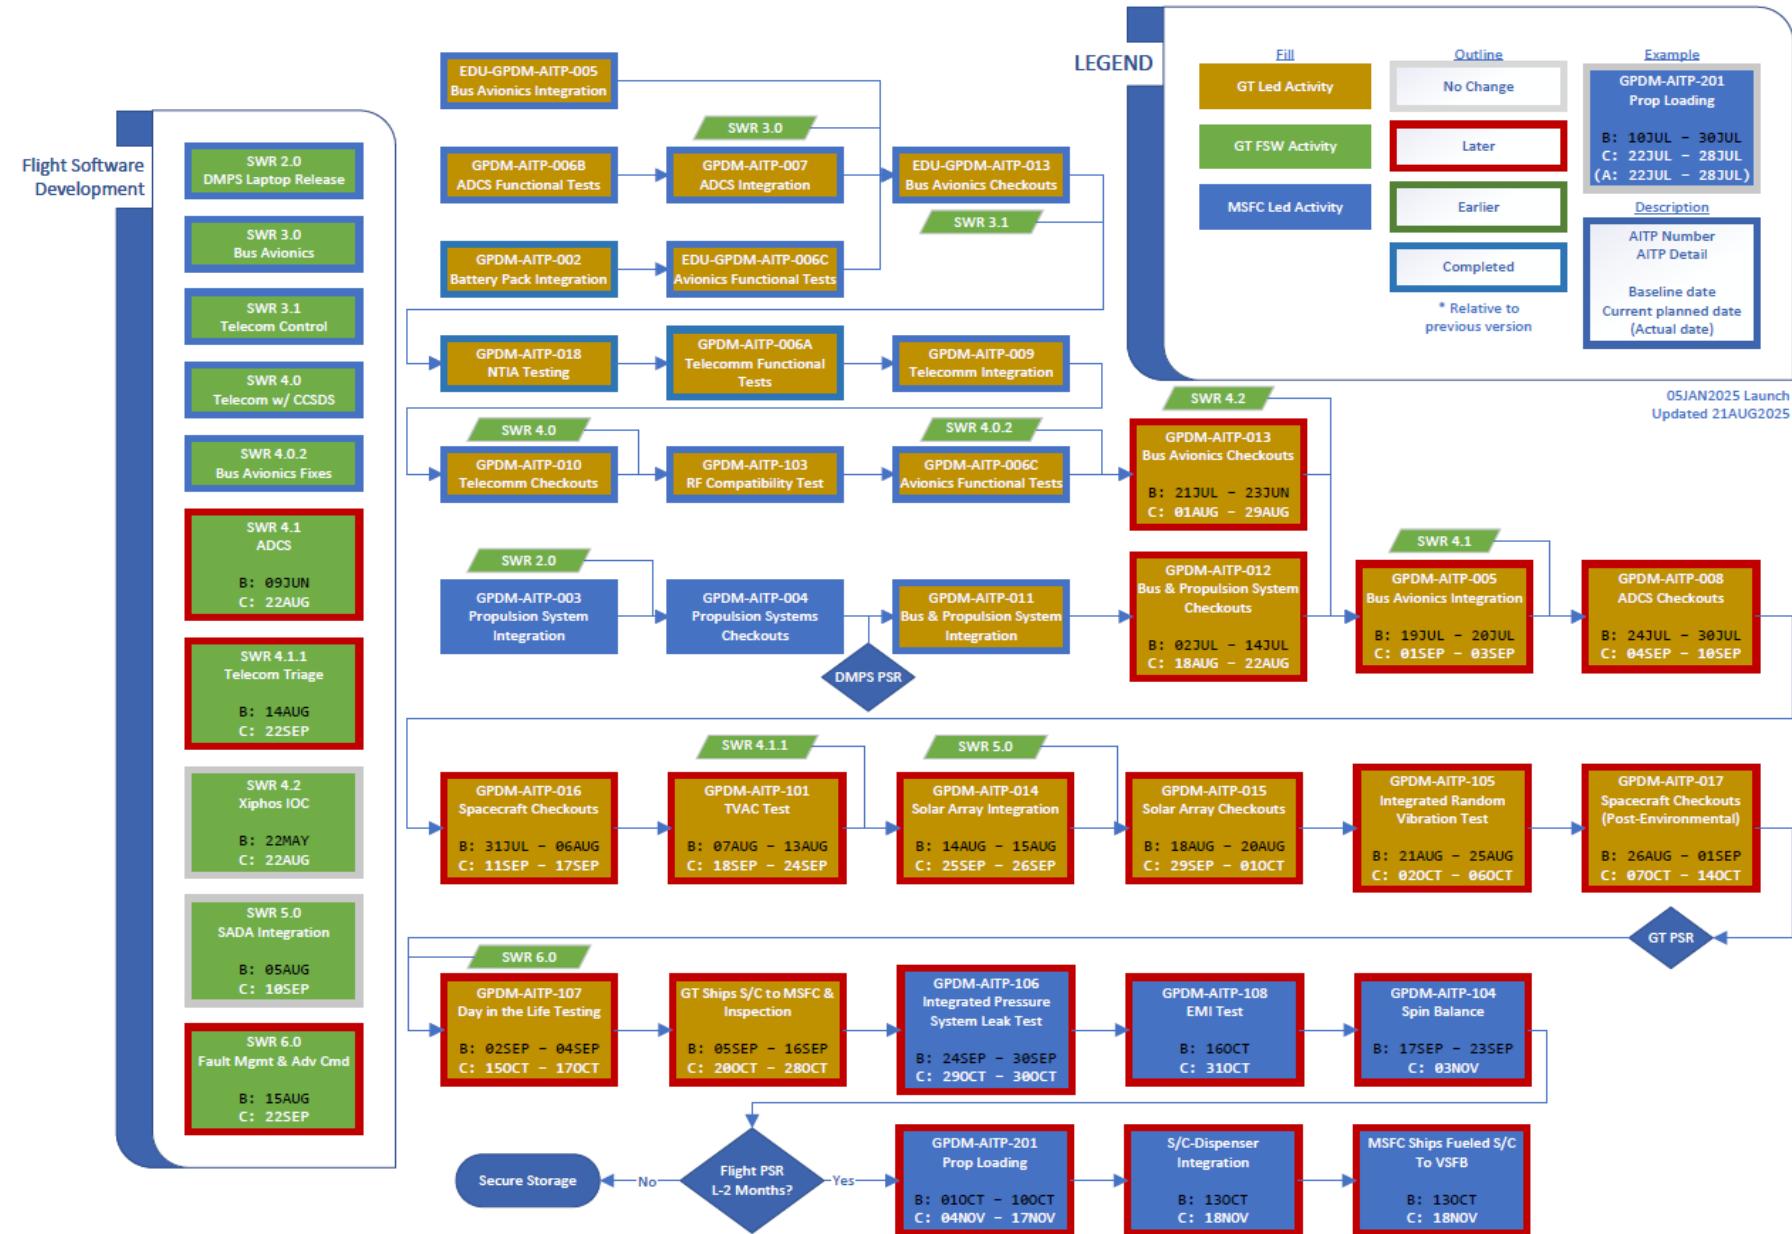 Flight Software
Development
SWR 2.0
DMPS Laptop Release
SWR 3.0
Bus Avionics
SWR 3.1
Telecom Control
SWR 4.0
Telecom w/ CCSDS
SWR 4.0.2
Bus Avionics Fixes
SWR 4.1
ADCS
B: 09JUN
C: 22AUG
SWR 4.1.1
Telecom Triage
B: 14AUG
C: 22SEP
SWR 4.2
Xiphos IOC
B: 22MAY
C: 22AUG
SWR 5.0
SADA Integration
B: 05AUG
C: 10SEP
SWR 6.0
Fault Mgmt & Adv Cmd
B: 15AUG
C: 22SEP
LEGEND
Fill
GT Led Activity
GT FSW Activity
MSFC Led Activity
Outline
No Change
Later
Earlier
Completed
* Relative to
previous version
Example
GPDM-AITP-201
Prop Loading
B: 10JUL - 30JUL
C: 22JUL - 28JUL
(A: 22JUL - 28JUL)
Description
AITP Number
AITP Detail
Baseline date
Current planned date
(Actual date)
05JAN2025 Launch
Updated 21AUG2025
EDU-GPDM-AITP-005
Bus Avionics Integration
SWR 3.0
GPDM-AITP-006B
ADCS Functional Tests
GPDM-AITP-007
ADCS Integration
EDU-GPDM-AITP-013
Bus Avionics Checkouts
SWR 3.1
GPDM-AITP-002
Battery Pack Integration
EDU-GPDM-AITP-006C
Avionics Functional Tests
GPDM-AITP-018
NTIA Testing
GPDM-AITP-006A
Telecomm Functional
Tests
GPDM-AITP-009
Telecomm Integration
SWR 4.0
SWR 4.0.2
SWR 4.2
GPDM-AITP-010
Telecomm Checkouts
GPDM-AITP-103
RF Compatibility Test
GPDM-AITP-006C
Avionics Functional Tests
GPDM-AITP-013
Bus Avionics Checkouts
B: 21JUL - 23JUN
C: 01AUG - 29AUG
SWR 2.0
SWR 4.1
GPDM-AITP-003
Propulsion System
Integration
GPDM-AITP-004
Propulsion Systems
Checkouts
DMPS PSR
GPDM-AITP-011
Bus & Propulsion System
Integration
GPDM-AITP-012
Bus & Propulsion System
Checkouts
B: 02JUL - 14JUL
C: 18AUG - 22AUG
GPDM-AITP-005
Bus Avionics Integration
B: 19JUL - 20JUL
C: 01SEP - 03SEP
GPDM-AITP-008
ADCS Checkouts
B: 24JUL - 30JUL
C: 04SEP - 10SEP
SWR 4.1.1
SWR 5.0
GPDM-AITP-016
Spacecraft Checkouts
B: 31JUL - 06AUG
C: 11SEP - 17SEP
GPDM-AITP-101
TVAC Test
B: 07AUG - 13AUG
C: 18SEP - 24SEP
GPDM-AITP-014
Solar Array Integration
B: 14AUG - 15AUG
C: 25SEP - 26SEP
GPDM-AITP-015
Solar Array Checkouts
B: 18AUG - 20AUG
C: 29SEP - 01OCT
GPDM-AITP-105
Integrated Random
Vibration Test
B: 21AUG - 25AUG
C: 02OCT - 06OCT
GPDM-AITP-017
Spacecraft Checkouts
(Post-Environmental)
B: 26AUG - 01SEP
C: 07OCT - 14OCT
GT PSR
SWR 6.0
GPDM-AITP-107
Day in the Life Testing
B: 02SEP - 04SEP
C: 15OCT - 17OCT
GT Ships S/C to MSFC &
Inspection
B: 05SEP - 16SEP
C: 20OCT - 28OCT
GPDM-AITP-106
Integrated Pressure
System Leak Test
B: 24SEP - 30SEP
C: 29OCT - 30OCT
GPDM-AITP-108
EMI Test
B: 16OCT
C: 31OCT
GPDM-AITP-104
Spin Balance
B: 17SEP - 23SEP
C: 03NOV
Secure Storage
No
Flight PSR
L-2 Months?
Yes
GPDM-AITP-201
Prop Loading
B: 01OCT - 10OCT
C: 04NOV - 17NOV
S/C-Dispenser
Integration
B: 13OCT
C: 18NOV
MSFC Ships Fueled S/C
To VSFB
B: 13OCT
C: 18NOV